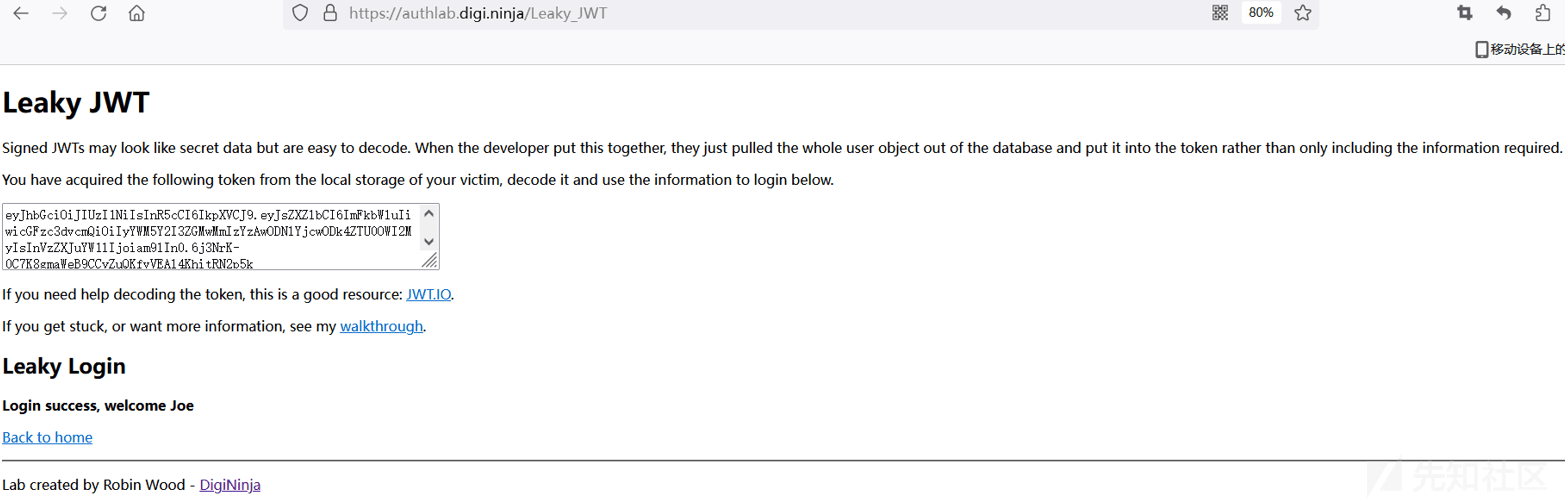 https://authlab.digi.ninja/Leaky_JWT
80%
移动设备上的
Leaky JWT
Signed JWTs may look like secret data but are easy to decode. When the developer put this together, they just pulled the whole user object out of the database and put it into the token rather than only including the information required.
You have acquired the following token from the local storage of your victim, decode it and use the information to login below.
eyJhbGciOiJIUzI1NiIsInR5cCI6IkpXVCJ9.eyJsZXZlbCI6ImFkbWluIi
wicGFzc3dvcmQiOiIyYWM5Y2I3ZGMwMmIzYzAwODNlYjcwODk4ZTU0OWI2M
yIsInVzZXJuYW1lIjoiam9lIn0.6j3NrK-
0C7K8gmaWeB9CCyZuQKfyVEAl4KhitRN2p5k
If you need help decoding the token, this is a good resource: JWT.IO.
If you get stuck, or want more information, see my walkthrough.
Leaky Login
Login success, welcome Joe
Back to home
Lab created by Robin Wood - DigiNinja
先知社区